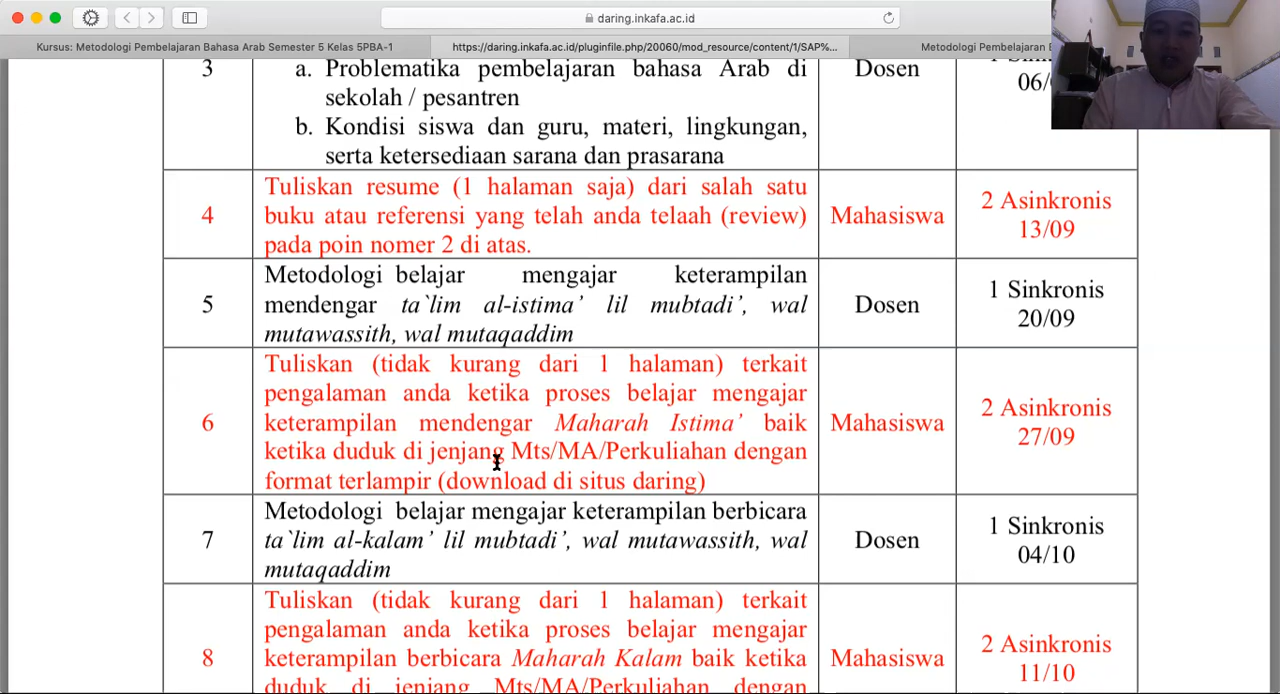 daring.inkafa.ac.id
Kursus: Metodologi Pembelajaran Bahasa Arab Semester 5 Kelas 5PBA-1
https://daring.inkafa.ac.id/pluginfile.php/20060/mod_resource/content/1/SAP%...
Metodologi Pembelajaran
3
a. Problematika pembelajaran bahasa Arab di
sekolah / pesantren
b. Kondisi siswa dan guru, materi, lingkungan,
serta ketersediaan sarana dan prasarana
Dosen
06/
4
Tuliskan resume (1 halaman saja) dari salah satu
buku atau referensi yang telah anda telaah (review)
pada poin nomer 2 di atas.
Mahasiswa
2 Asinkronis
13/09
5
Metodologi belajar mengajar keterampilan
mendengar ta`lim al-istima’ lil mubtadi’, wal
mutawassith, wal mutaqaddim
Dosen
1 Sinkronis
20/09
6
Tuliskan (tidak kurang dari 1 halaman) terkait
pengalaman anda ketika proses belajar mengajar
keterampilan mendengar Maharah Istima’ baik
ketika duduk di jenjang Mts/MA/Perkuliahan dengan
format terlampir (download di situs daring)
Mahasiswa
2 Asinkronis
27/09
7
Metodologi belajar mengajar keterampilan berbicara
ta`lim al-kalam’ lil mubtadi’, wal mutawassith, wal
mutaqaddim
Dosen
1 Sinkronis
04/10
8
Tuliskan (tidak kurang dari 1 halaman) terkait
pengalaman anda ketika proses belajar mengajar
keterampilan berbicara Maharah Kalam baik ketika
duduk di jenjang Mts/MA/Perkuliahan dengan
Mahasiswa
2 Asinkronis
11/10